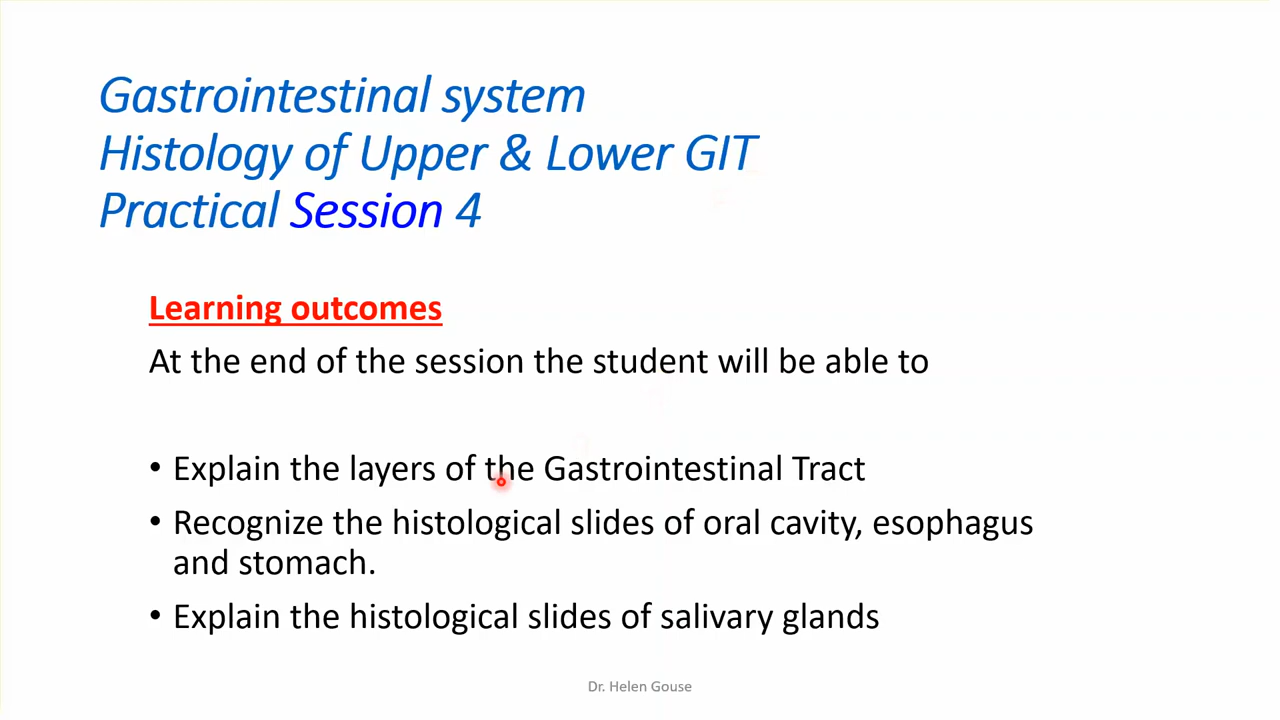 Gastrointestinal system
Histology of Upper & Lower GIT
Practical Session 4
Learning outcomes
At the end of the session the student will be able to
• Explain the layers of the Gastrointestinal Tract
• Recognize the histological slides of oral cavity, esophagus
and stomach.
• Explain the histological slides of salivary glands
Dr. Helen Gouse